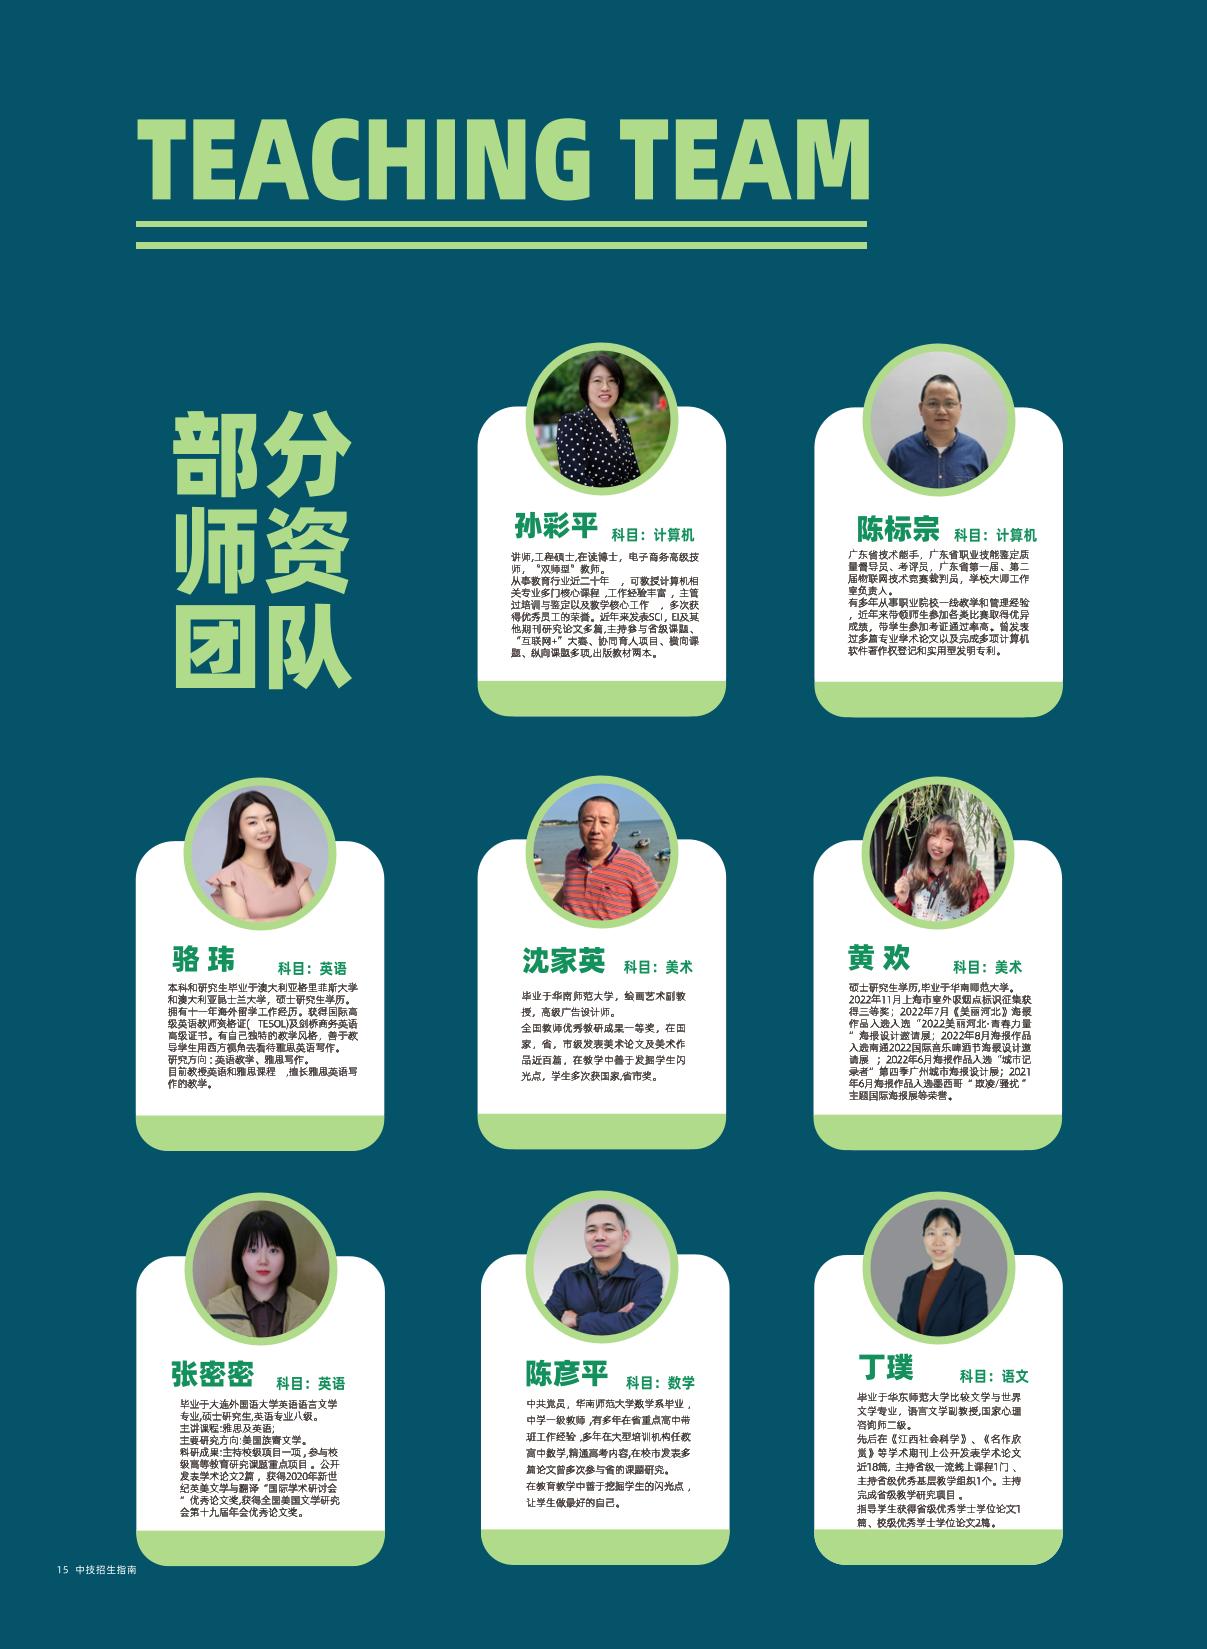 TEACHING TEAM
部分
师资
团队
孙彩平 科目：计算机
讲师,工程硕士,在读博士，电子商务高级技
师，“双师型”教师。
从事教育行业近二十年 ，可教授计算机相
关专业多门核心课程 ,工作经验丰富 ，主管
过培训与鉴定以及教学核心工作 ，多次获
得优秀员工的荣誉。近年来发表SCI，EI及其
他期刊研究论文多篇,主持参与省级课题、
“互联网+”大赛、协同育人项目、横向课
题、纵向课题多项,出版教材两本。
陈标宗 科目：计算机
广东省技术能手，广东省职业技能鉴定质
量督导员、考评员，广东省第一届、第二
届物联网技术竞赛裁判员，学校大师工作
室负责人。
有多年从事职业院校一线教学和管理经验
，近年来带领师生参加各类比赛取得优异
成绩，带学生参加考证通过率高。曾发表
过多篇专业学术论文以及完成多项计算机
软件著作权登记和实用型发明专利。
骆 玮 科目：英语
本科和研究生毕业于澳大利亚格里菲斯大学
和澳大利亚昆士兰大学，硕士研究生学历。
拥有十一年海外留学工作经历。获得国际高
级英语教师资格证( TESOL)及剑桥商务英语
高级证书。有自己独特的教学风格，善于教
导学生用西方视角去看待雅思英语写作。
研究方向：英语教学、雅思写作。
目前教授英语和雅思课程 ,擅长雅思英语写
作的教学。
沈家英 科目：美术
毕业于华南师范大学，绘画艺术副教
授，高级广告设计师。
全国教师优秀教研成果一等奖，在国
家，省，市级发表美术论文及美术作
品近百篇，在教学中善于发掘学生闪
光点，学生多次获国家,省市奖。
黄 欢 科目：美术
硕士研究生学历,毕业于华南师范大学。
2022年11月上海市室外吸烟点标识征集获
得三等奖；2022年7月《美丽河北》海报
作品入选入选“2022美丽河北·青春力量
”海报设计邀请展；2022年8月海报作品
入选南通2022国际音乐啤酒节海报设计邀
请展 ；2022年6月海报作品入选“城市记
录者”第四季广州城市海报设计展；2021
年6月海报作品入选墨西哥“欺凌/骚扰”
主题国际海报展等荣誉。
张密密 科目：英语
毕业于大连外国语大学英语语言文学
专业,硕士研究生,英语专业八级。
主讲课程:雅思及英语;
主要研究方向:美国族裔文学。
科研成果:主持校级项目一项 , 参与校
级高等教育研究课题重点项目 。公开
发表学术论文2篇 ，获得2020年新世
纪英美文学与翻译“国际学术研讨会
”优秀论文奖,获得全国美国文学研究
会第十九届年会优秀论文奖。
陈彦平 科目：数学
中共党员，华南师范大学数学系毕业 ，
中学一级教师 ,有多年在省重点高中带
班工作经验 ,多年在大型培训机构任教
高中数学,精通高考内容,在校市发表多
篇论文曾多次参与省的课题研究。
在教育教学中善于挖掘学生的闪光点 ，
让学生做最好的自己。
丁璞 科目：语文
毕业于华东师范大学比较文学与世界
文学专业，语言文学副教授,国家心理
咨询师二级。
先后在《江西社会科学》、《名作欣
赏》等学术期刊上公开发表学术论文
近18篇，主持省级一流线上课程1门 、
主持省级优秀基层教学组织1个。主持
完成省级教学研究项目 。
指导学生获得省级优秀学士学位论文1
篇、校级优秀学士学位论文2篇。
15 中技招生指南